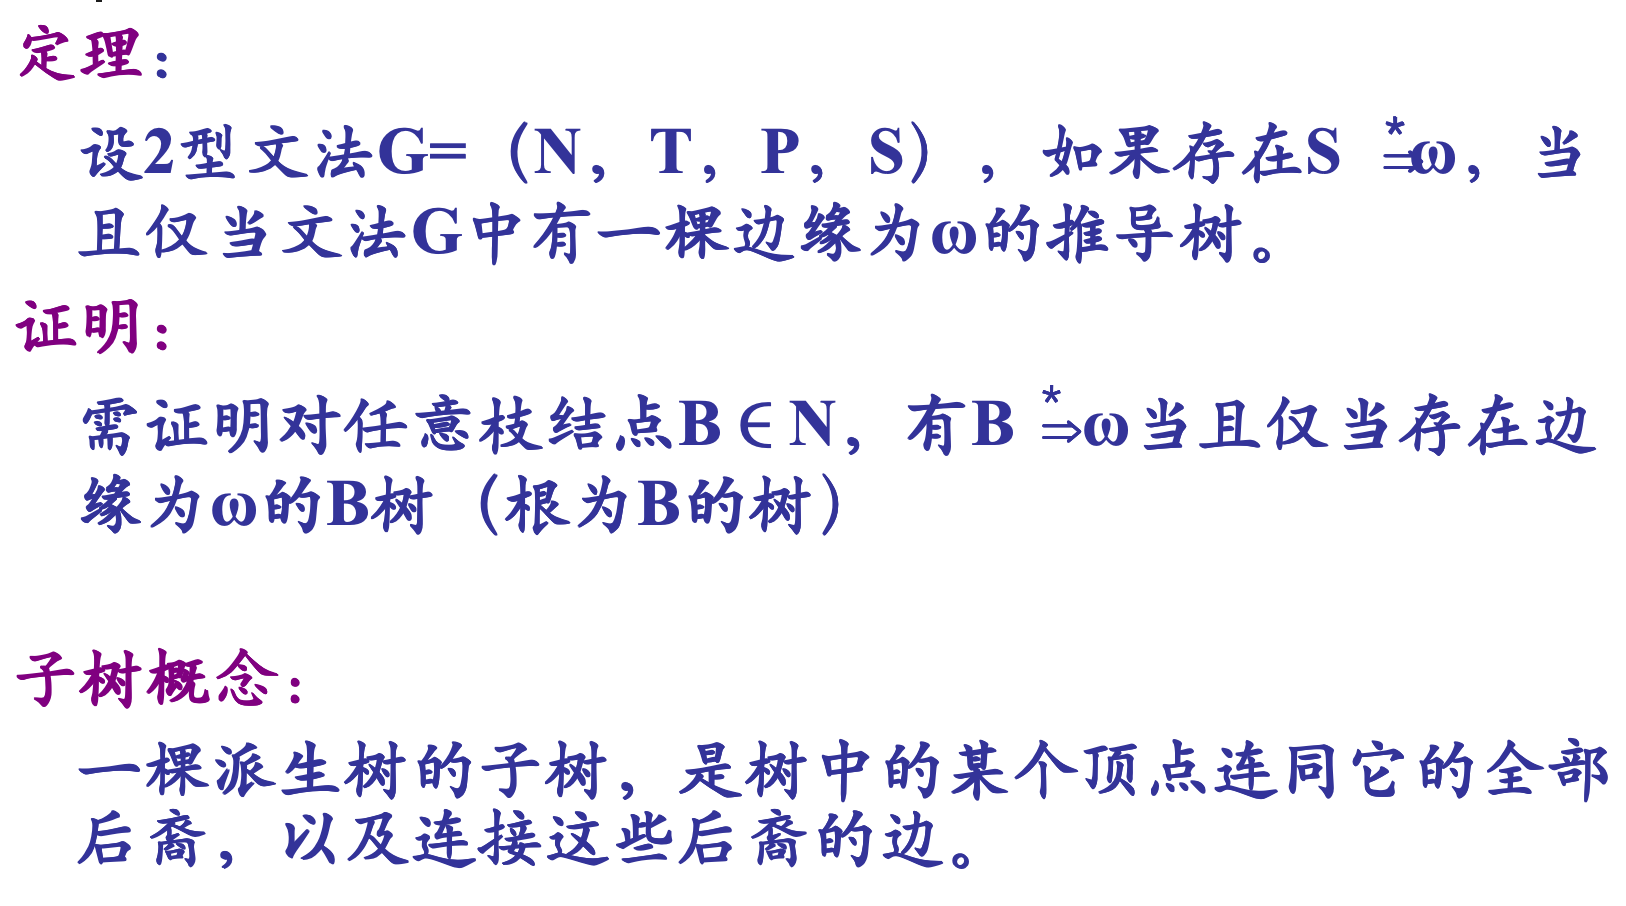 定理：
设2型文法G=（N，T，P，S），如果存在S ⇒* ω，当
且仅当文法G中有一棵边缘为ω的推导树。
证明：
需证明对任意枝结点B∈N，有B ⇒* ω当且仅当存在边
缘为ω的B树（根为B的树）
子树概念：
一棵派生树的子树，是树中的某个顶点连同它的全部
后裔，以及连接这些后裔的边。